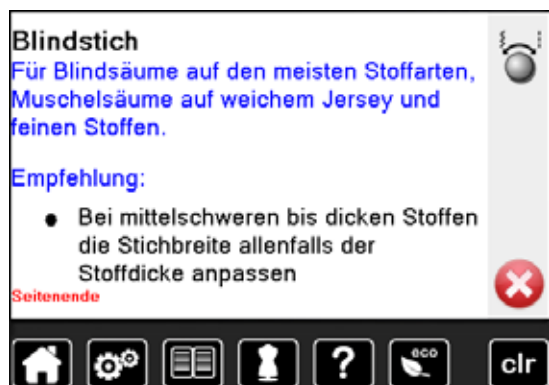 Blindstich
Für Blindsäume auf den meisten Stoffarten,
Muschelsäume auf weichem Jersey und
feinen Stoffen.
Empfehlung:
● Bei mittelschweren bis dicken Stoffen
die Stichbreite allenfalls der
Stoffdicke anpassen
Seitenende
?
eco
clr